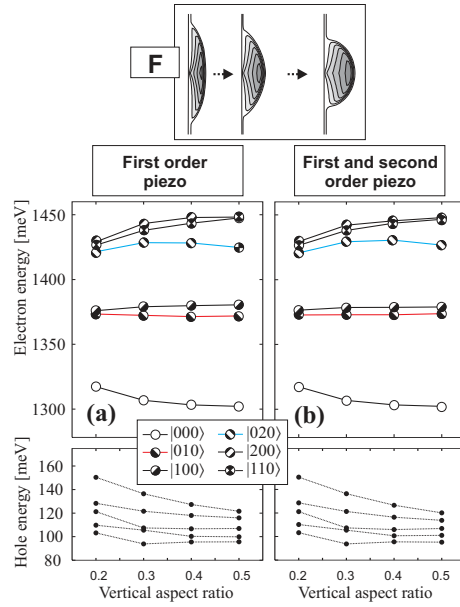 F
First order
piezo
First and second
order piezo
Electron energy [meV]
1450
1400
1350
1300
(a)
(b)
|000⟩
|010⟩
|100⟩
|020⟩
|200⟩
|110⟩
Hole energy [meV]
160
140
120
100
80
0.2 0.3 0.4 0.5
0.2 0.3 0.4 0.5
Vertical aspect ratio
Vertical aspect ratio